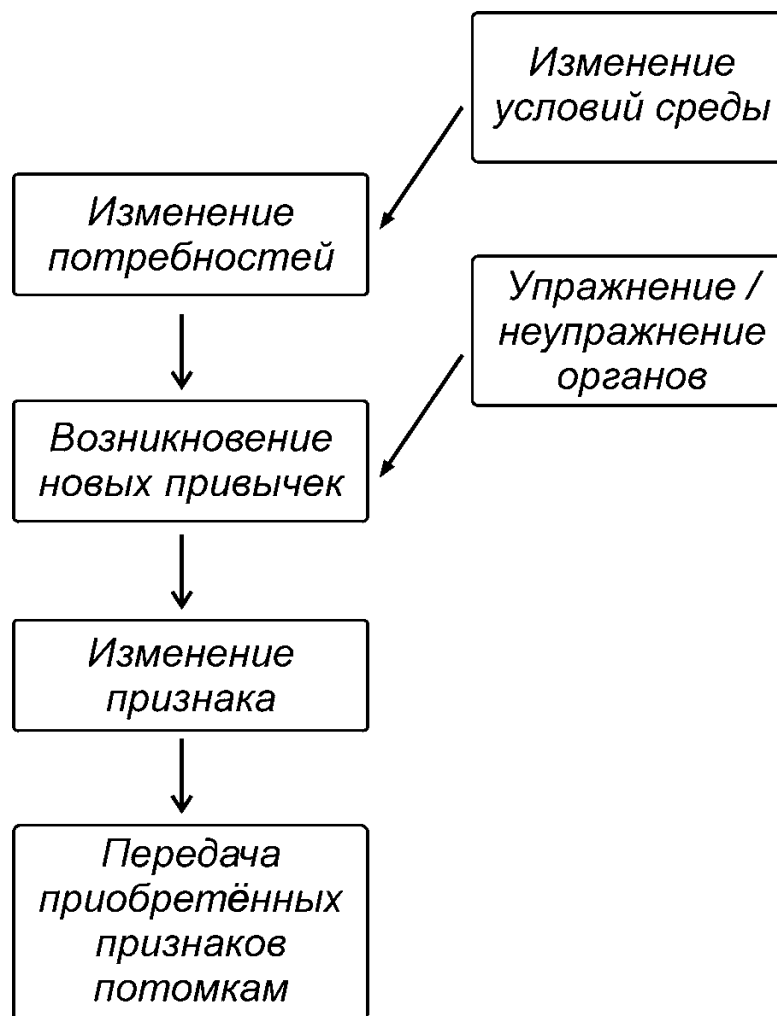 Изменение
условий среды
Изменение
потребностей
Упражнение /
неупражнение
органов
Возникновение
новых привычек
Изменение
признака
Передача
приобретённых
признаков
потомкам